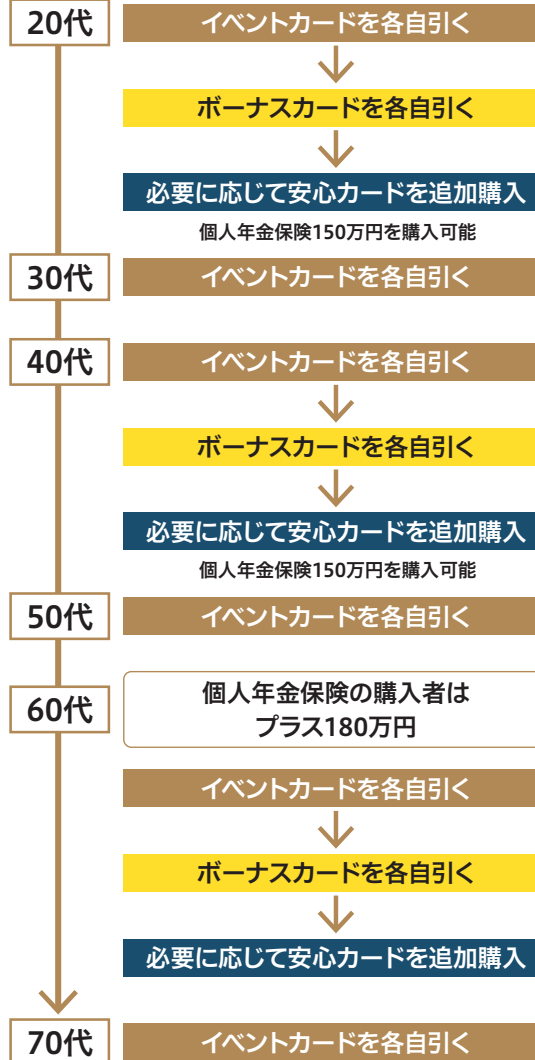 20代
イベントカードを各自引く
ボーナスカードを各自引く
必要に応じて安心カードを追加購入
個人年金保険150万円を購入可能
30代
イベントカードを各自引く
40代
イベントカードを各自引く
ボーナスカードを各自引く
必要に応じて安心カードを追加購入
個人年金保険150万円を購入可能
50代
イベントカードを各自引く
60代
個人年金保険の購入者は
プラス180万円
イベントカードを各自引く
ボーナスカードを各自引く
必要に応じて安心カードを追加購入
70代
イベントカードを各自引く